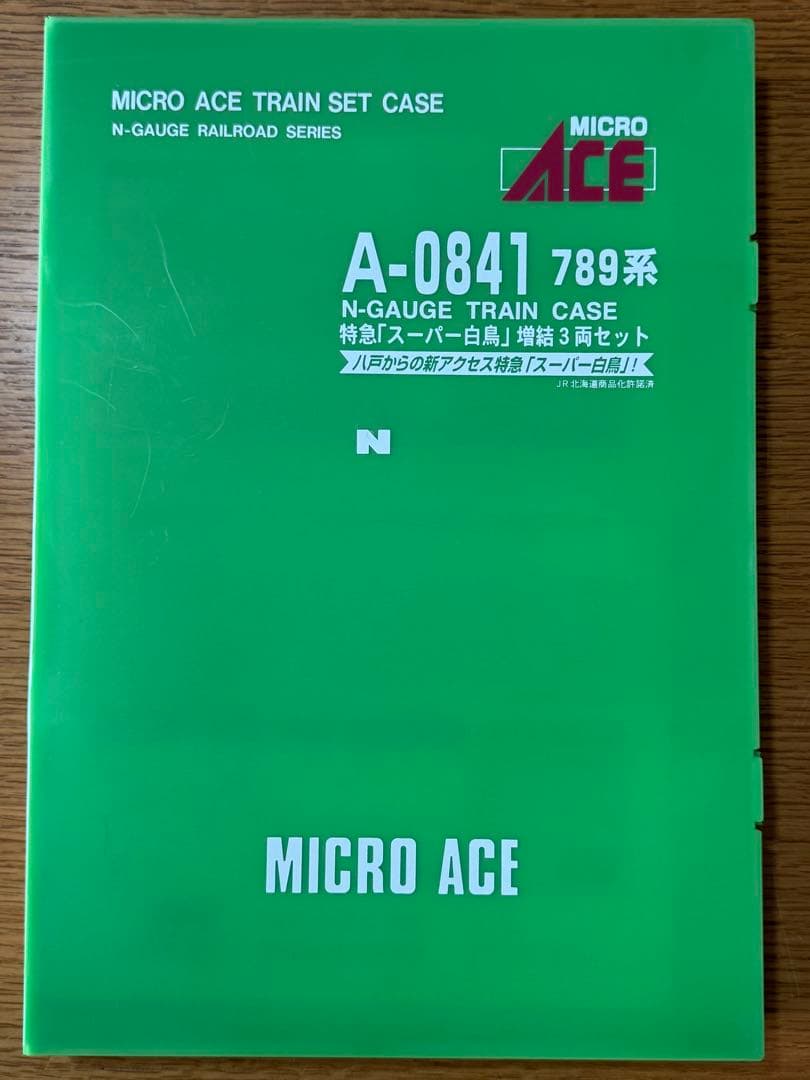 MICRO ACE TRAIN SET CASE
N-GAUGE RAILROAD SERIES
MICRO
ACE
A-0841 789系
N-GAUGE TRAIN CASE
特急「スーパー白鳥」増結3両セット
八戸からの新アクセス特急「スーパー白鳥」!
JR北海道商品化許諾済
N
MICRO ACE